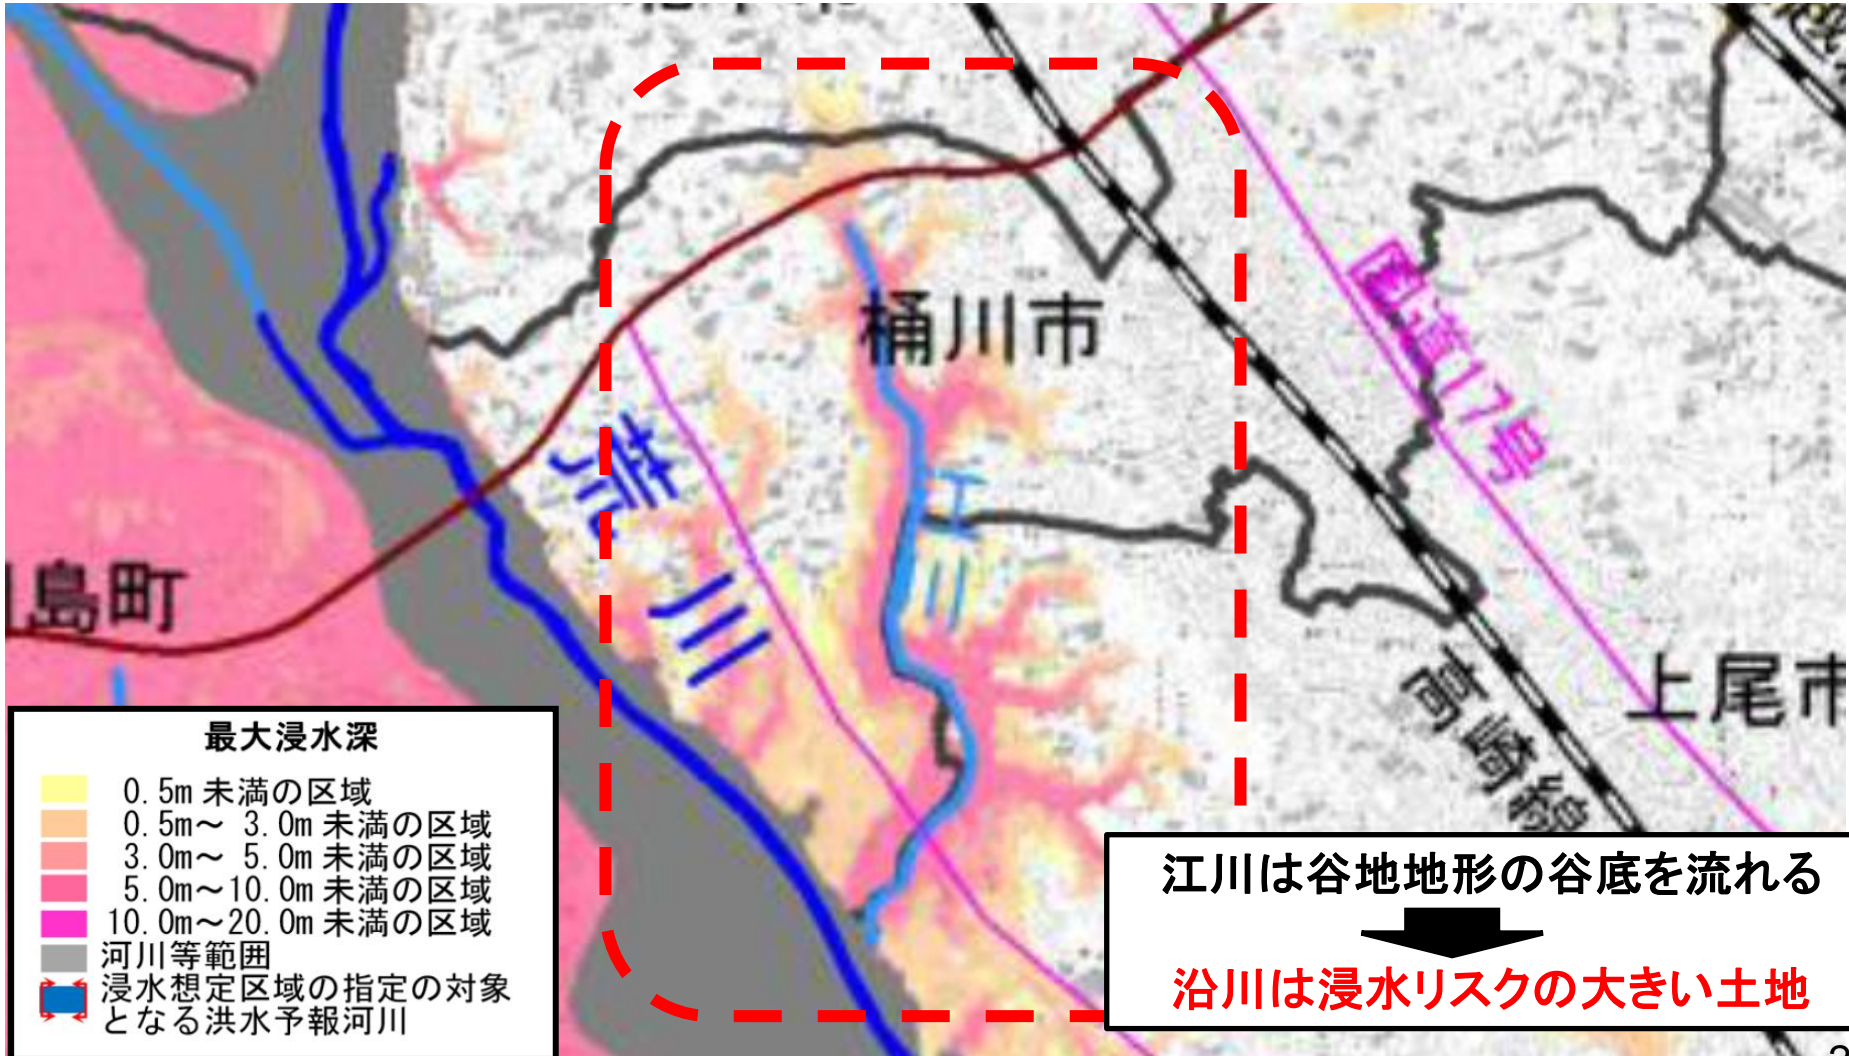 桶川市
国道17号
荒川
江川
島町
高崎線
上尾市
最大浸水深
0.5m 未満の区域
0.5m～ 3.0m 未満の区域
3.0m～ 5.0m 未満の区域
5.0m～10.0m 未満の区域
10.0m～20.0m 未満の区域
河川等範囲
浸水想定区域の指定の対象
となる洪水予報河川
江川は谷地地形の谷底を流れる
沿川は浸水リスクの大きい土地